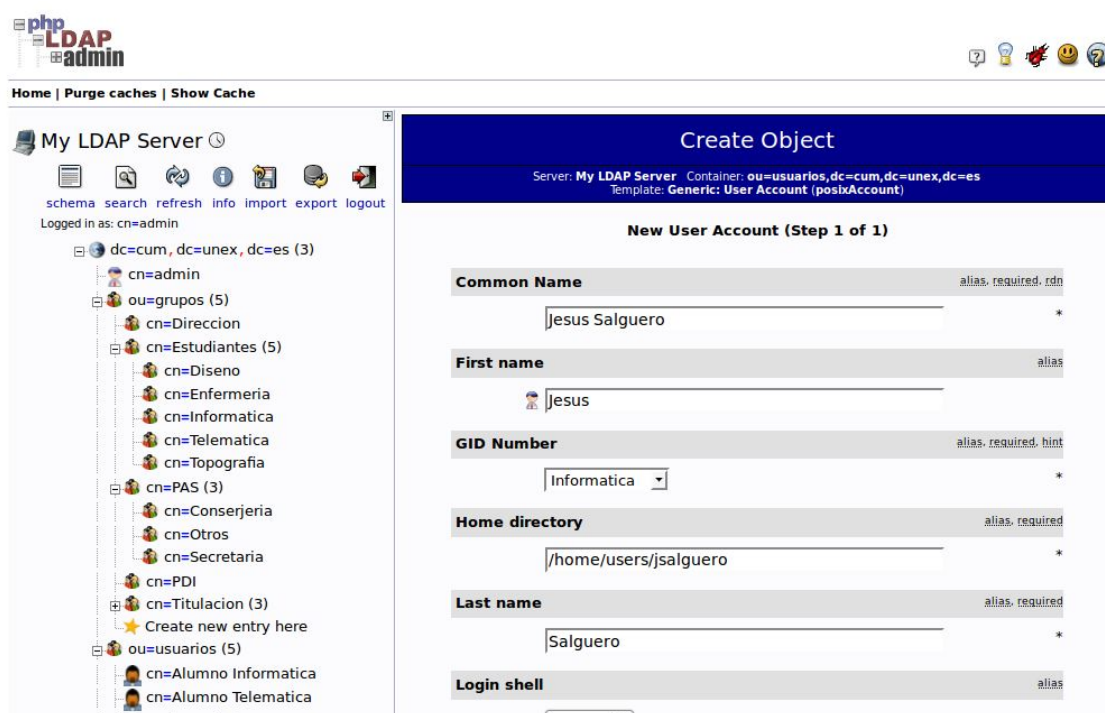 php
LDAP
admin
Home | Purge caches | Show Cache
My LDAP Server
schema search refresh info import export logout
Logged in as: cn=admin
dc=cum, dc=unex, dc=es (3)
cn=admin
ou=grupos (5)
cn=Direccion
cn=Estudiantes (5)
cn=Diseno
cn=Enfermeria
cn=Informatica
cn=Telematica
cn=Topografia
cn=PAS (3)
cn=Conserjeria
cn=Otros
cn=Secretaria
cn=PDI
cn=Titulacion (3)
Create new entry here
ou=usuarios (5)
cn=Alumno Informatica
cn=Alumno Telematica
Create Object
Server: My LDAP Server Container: ou=usuarios,dc=cum,dc=unex,dc=es
Template: Generic: User Account (posixAccount)
New User Account (Step 1 of 1)
Common Name alias, required, rdn
Jesus Salguero *
First name alias
Jesus
GID Number alias, required, hint
Informatica *
Home directory alias, required
/home/users/jsalguero *
Last name alias, required
Salguero *
Login shell alias